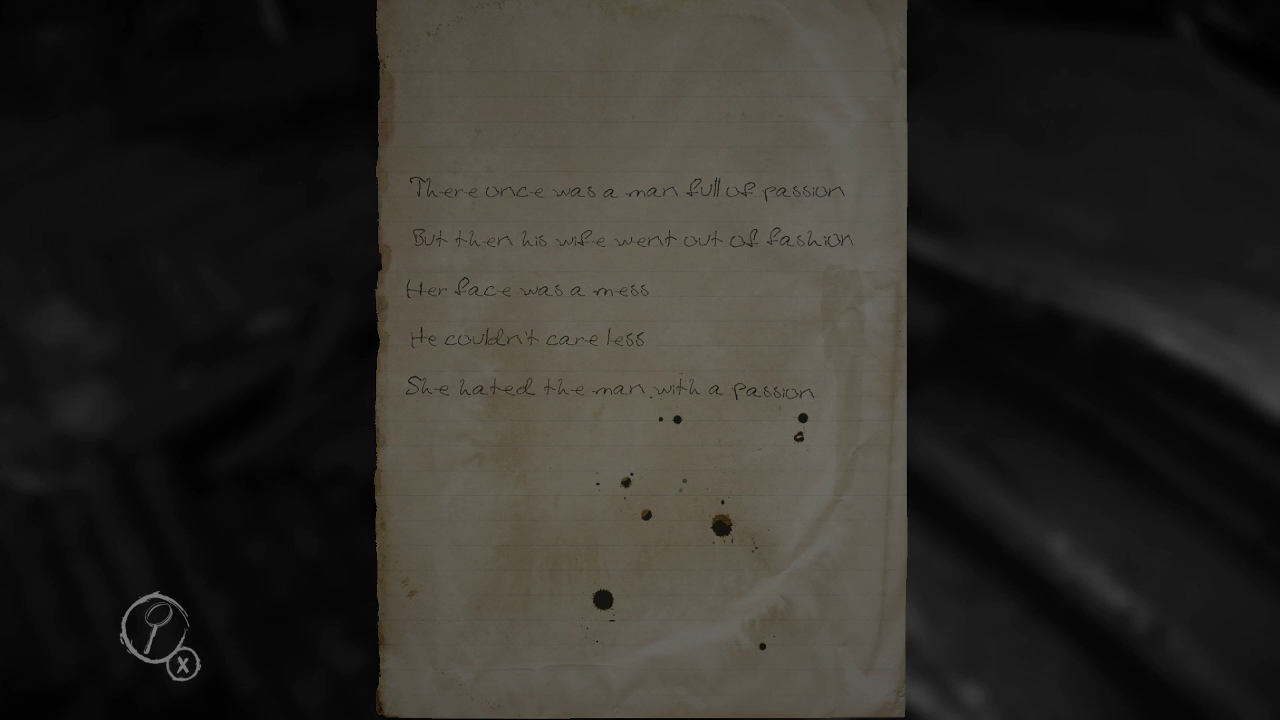 There once was a man full of passion
But then his wife went out of fashion
Her face was a mess
He couldn't care less
She hated the man with a passion
X